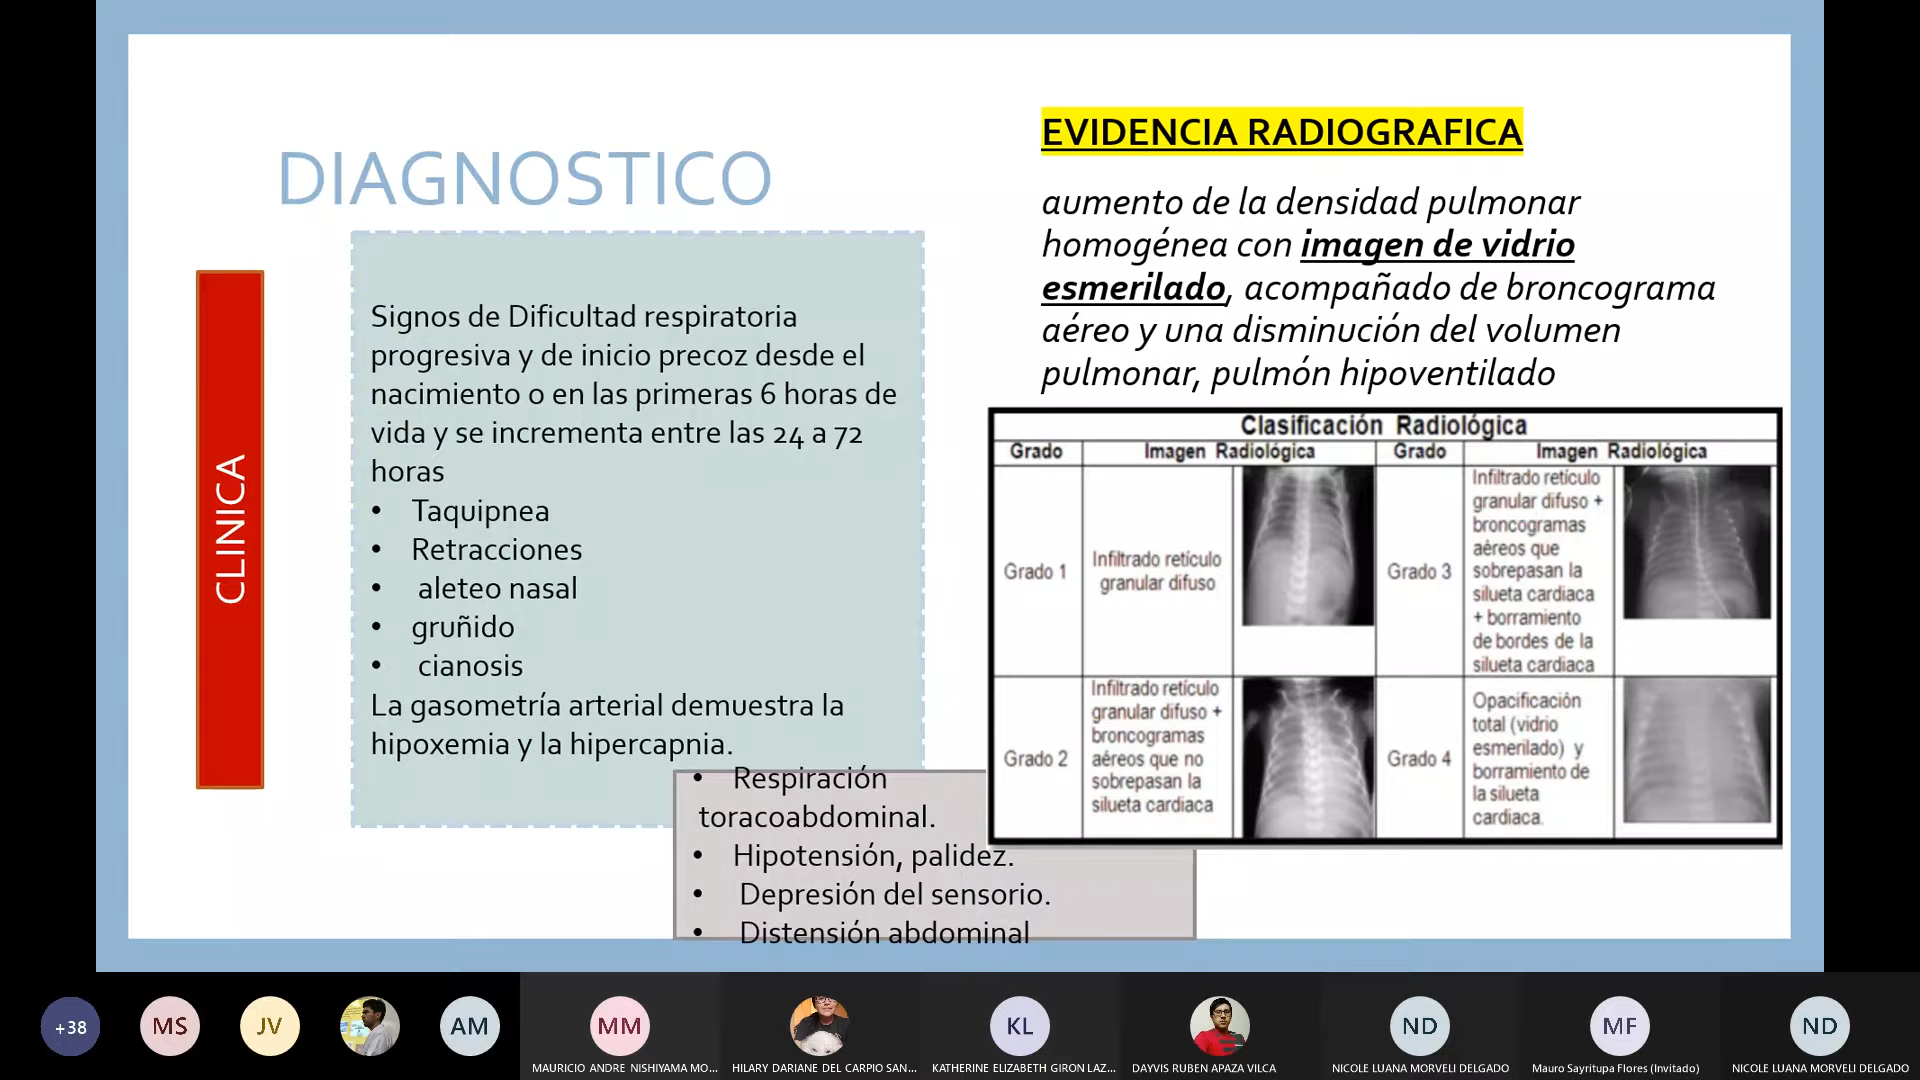 DIAGNOSTICO
CLINICA
Signos de Dificultad respiratoria
progresiva y de inicio precoz desde el
nacimiento o en las primeras 6 horas de
vida y se incrementa entre las 24 a 72
horas
• Taquipnea
• Retracciones
• aleteo nasal
• gruñido
• cianosis
La gasometría arterial demuestra la
hipoxemia y la hipercapnia.
• Respiración
toracoabdominal.
• Hipotensión, palidez.
• Depresión del sensorio.
• Distensión abdominal
EVIDENCIA RADIOGRAFICA
aumento de la densidad pulmonar
homogénea con imagen de vidrio
esmerilado, acompañado de broncograma
aéreo y una disminución del volumen
pulmonar, pulmón hipoventilado
Clasificación Radiológica
Grado Imagen Radiológica Grado Imagen Radiológica
Grado 1
Infiltrado retículo
granular difuso
Grado 3
Infiltrado retículo
granular difuso +
broncogramas
aéreos que
sobrepasan la
silueta cardiaca
+ borramiento
de bordes de la
silueta cardiaca
Grado 2
Infiltrado retículo
granular difuso +
broncogramas
aéreos que no
sobrepasan la
silueta cardiaca
Grado 4
Opacificación
total (vidrio
esmerilado) y
borramiento de
la silueta
cardiaca.
+38 MS JV AM MM KL ND MF ND
MAURICIO ANDRE NISHIYAMA MO... HILARY DARIANE DEL CARPIO SAN... KATHERINE ELIZABETH GIRON LAZ... DAYVIS RUBEN APAZA VILCA NICOLE LUANA MORVELI DELGADO Mauro Sayritupa Flores (Invitado) NICOLE LUANA MORVELI DELGADO